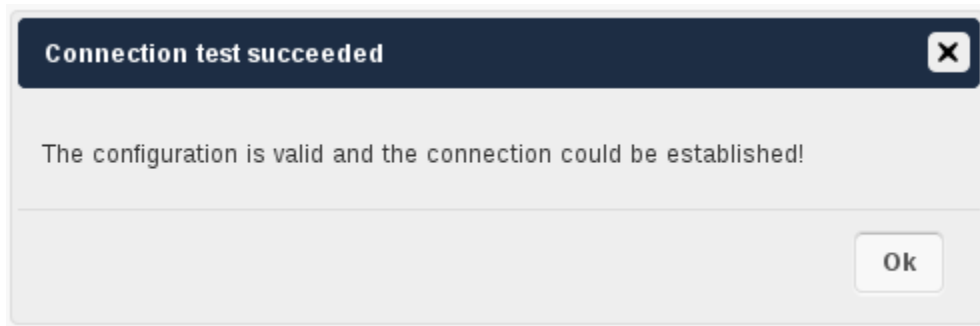 Connection test succeeded
The configuration is valid and the connection could be established!
Ok